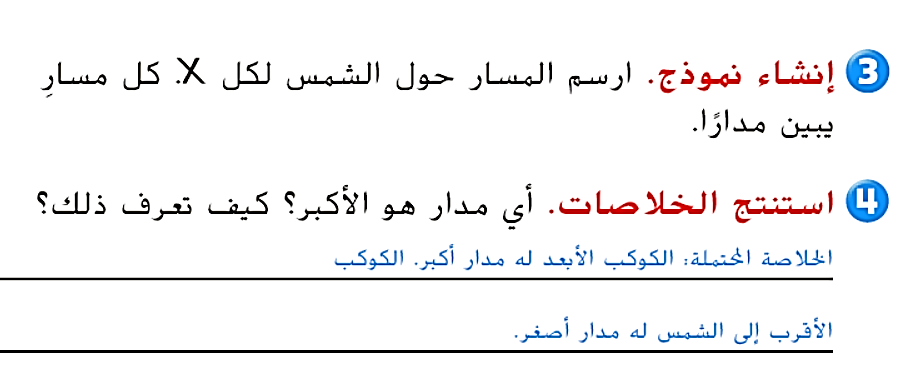 3 إنشاء نموذج. ارسم المسار حول الشمس لكل X. كل مسارِ
يبين مدارًا.
4 استنتج الخلاصات. أي مدار هو الأكبر؟ كيف تعرف ذلك؟
الخلاصة المحتملة: الكوكب الأبعد له مدار أكبر. الكوكب
الأقرب إلى الشمس له مدار أصغر.